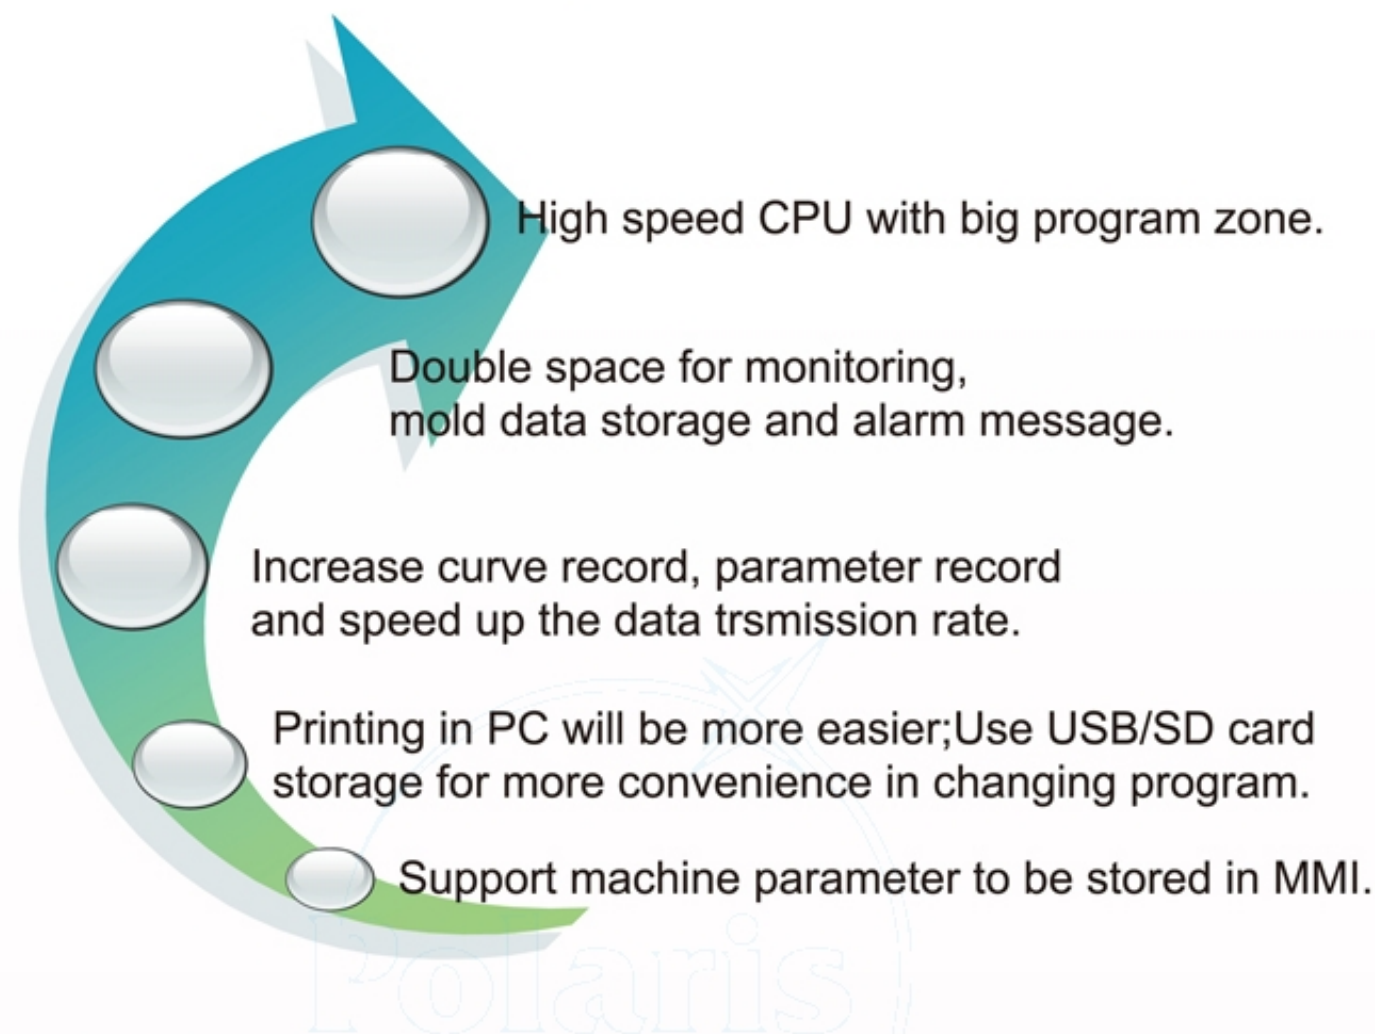 High speed CPU with big program zone.
Double space for monitoring,
mold data storage and alarm message.
Increase curve record, parameter record
and speed up the data trsmission rate.
Printing in PC will be more easier;Use USB/SD card
storage for more convenience in changing program.
Support machine parameter to be stored in MMI.
Polaris